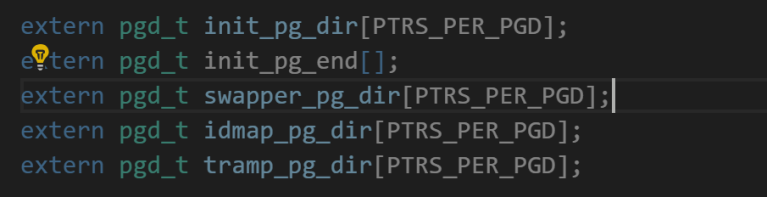 extern pgd_t init_pg_dir[PTRS_PER_PGD];
extern pgd_t init_pg_end[];
extern pgd_t swapper_pg_dir[PTRS_PER_PGD];
extern pgd_t idmap_pg_dir[PTRS_PER_PGD];
extern pgd_t tramp_pg_dir[PTRS_PER_PGD];